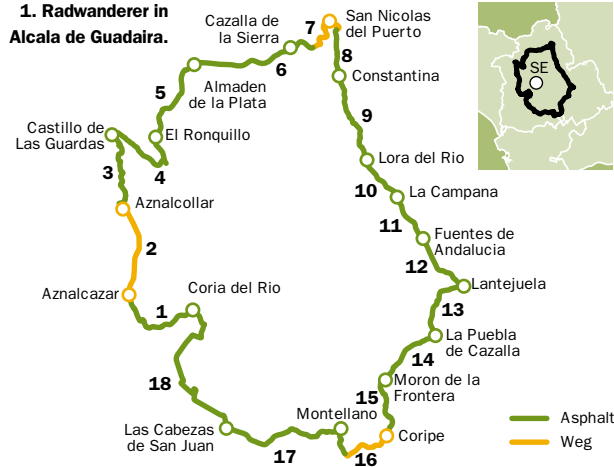 1. Radwanderer in
Alcala de Guadaira.
Cazalla de
la Sierra
7
San Nicolas
del Puerto
SE
6
8
5
Almaden
de la Plata
Constantina
9
Castillo de
Las Guardas
El Ronquillo
3
4
Lora del Rio
10
La Campana
Aznalcollar
11
Fuentes de
Andalucia
2
12
Aznalcazar
Coria del Rio
Lantejuela
1
13
La Puebla
de Cazalla
14
18
15
Moron de la
Frontera
Montellano
Las Cabezas
de San Juan
Coripe
17
16
Asphalt
Weg